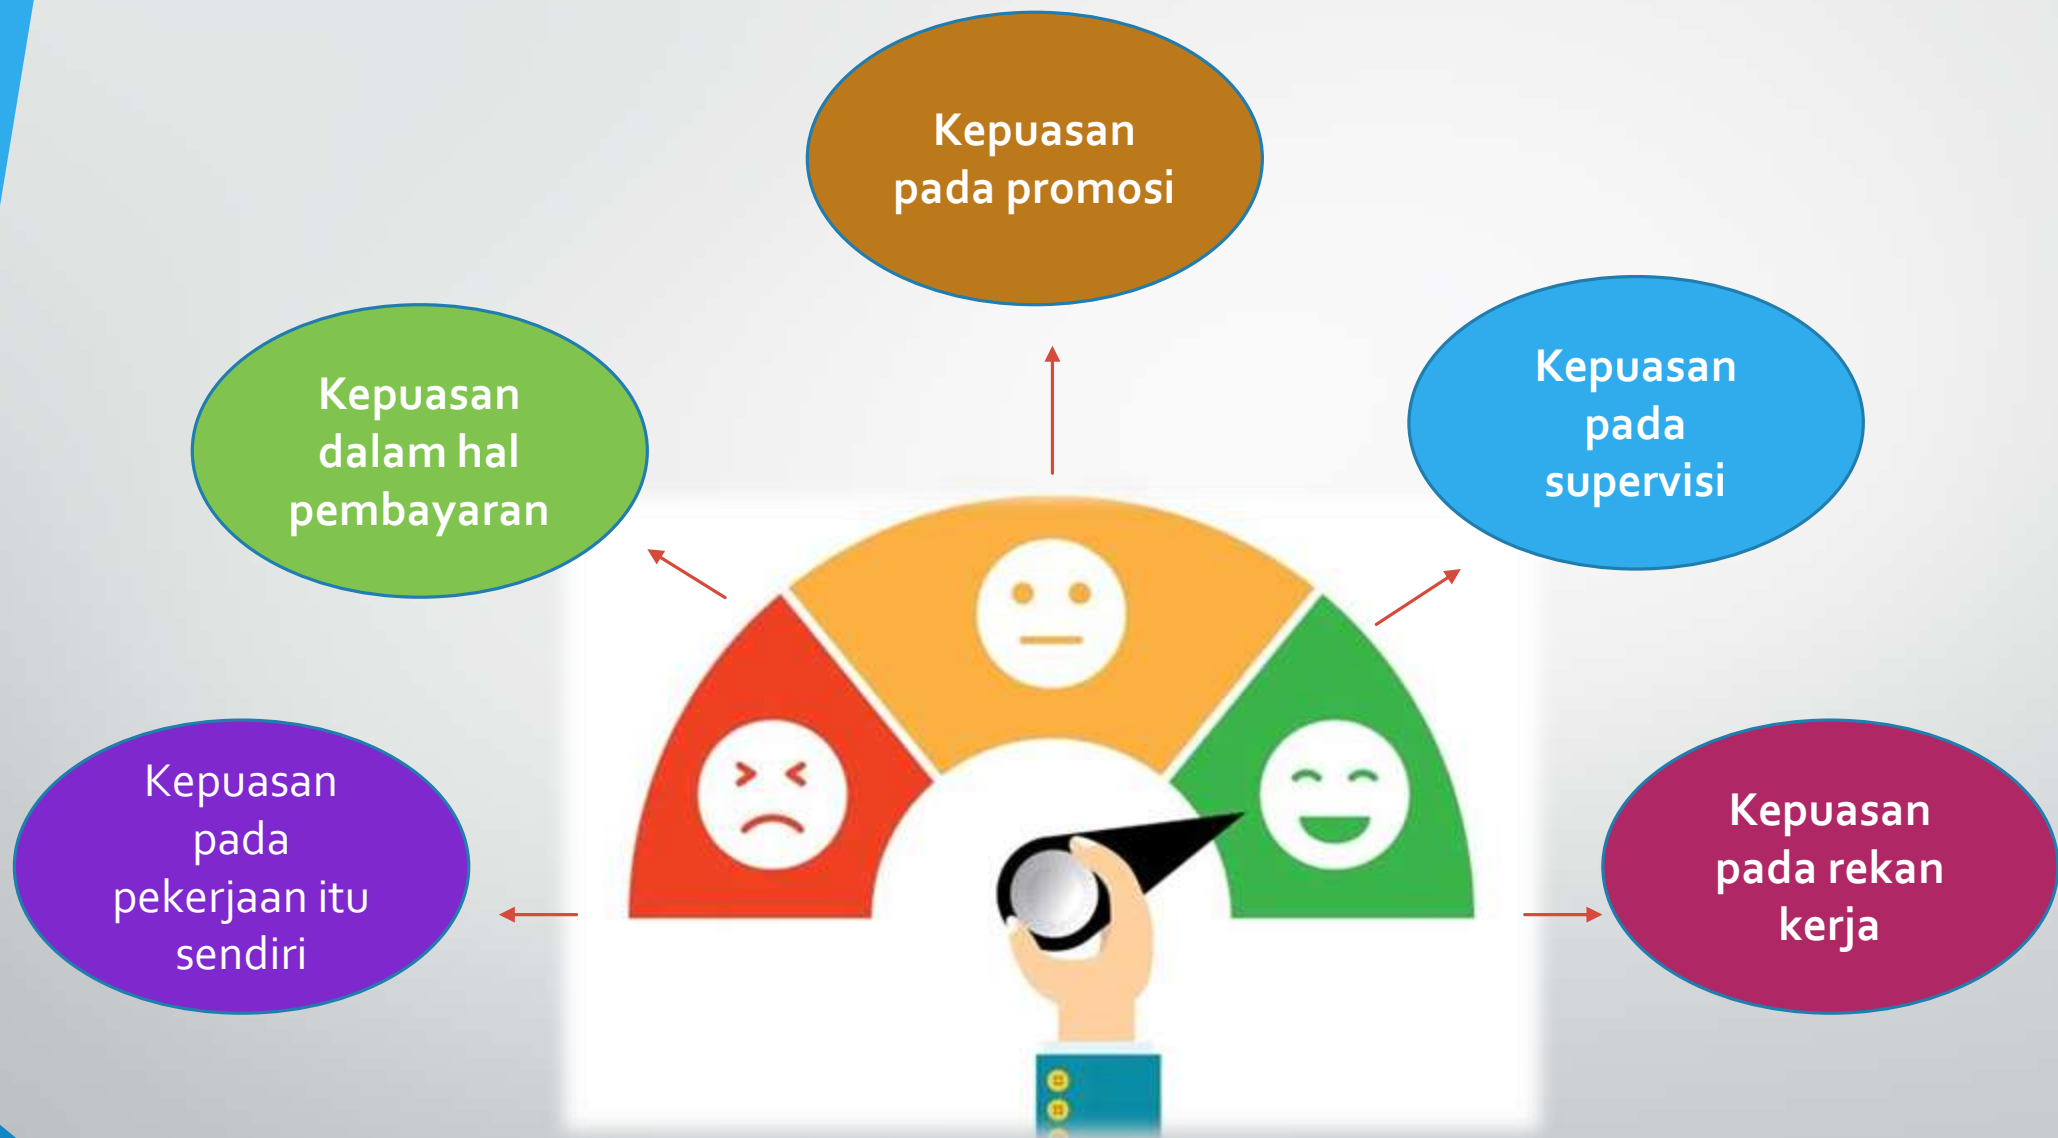 Kepuasan
pada promosi
Kepuasan
dalam hal
pembayaran
Kepuasan
pada
supervisi
Kepuasan
pada
pekerjaan itu
sendiri
Kepuasan
pada rekan
kerja